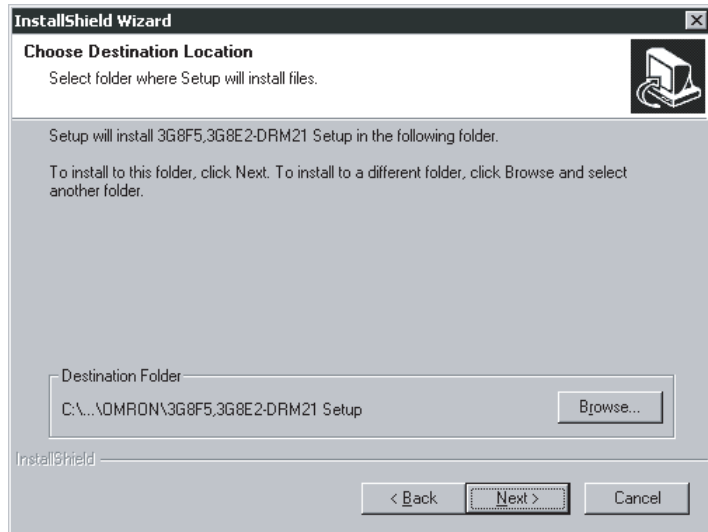 InstallShield Wizard
Choose Destination Location
Select folder where Setup will install files.
Setup will install 3G8F5,3G8E2-DRM21 Setup in the following folder.
To install to this folder, click Next. To install to a different folder, click Browse and select
another folder.
Destination Folder
C:\...\OMRON\3G8F5,3G8E2-DRM21 Setup
Browse...
InstallShield
< Back
Next >
Cancel